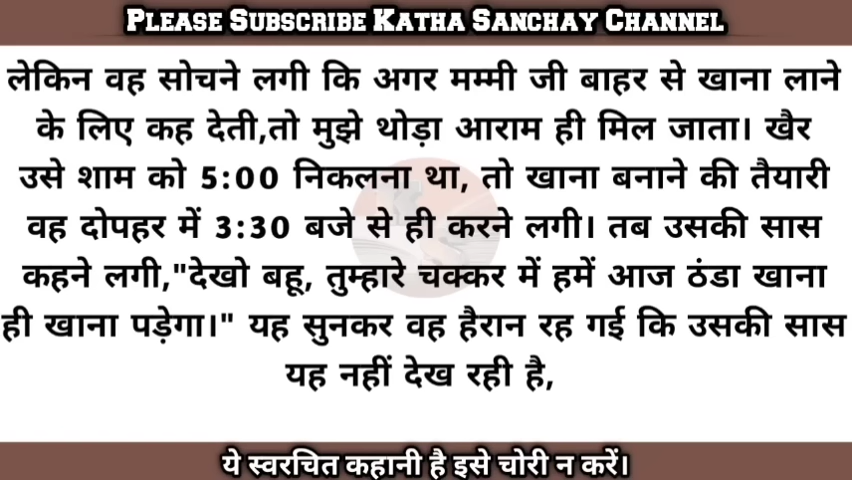 PLEASE SUBSCRIBE KATHA SANCHAY CHANNEL
लेकिन वह सोचने लगी कि अगर मम्मी जी बाहर से खाना लाने
के लिए कह देती,तो मुझे थोड़ा आराम ही मिल जाता। खैर
उसे शाम को 5:00 निकलना था, तो खाना बनाने की तैयारी
वह दोपहर में 3:30 बजे से ही करने लगी। तब उसकी सास
कहने लगी,"देखो बहू, तुम्हारे चक्कर में हमें आज ठंडा खाना
ही खाना पड़ेगा।" यह सुनकर वह हैरान रह गई कि उसकी सास
यह नहीं देख रही है,
ये स्वरचित कहानी है इसे चोरी न करें।